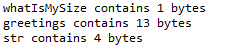 whatIsMySize contains 1 bytes
greetings contains 13 bytes
str contains 4 bytes